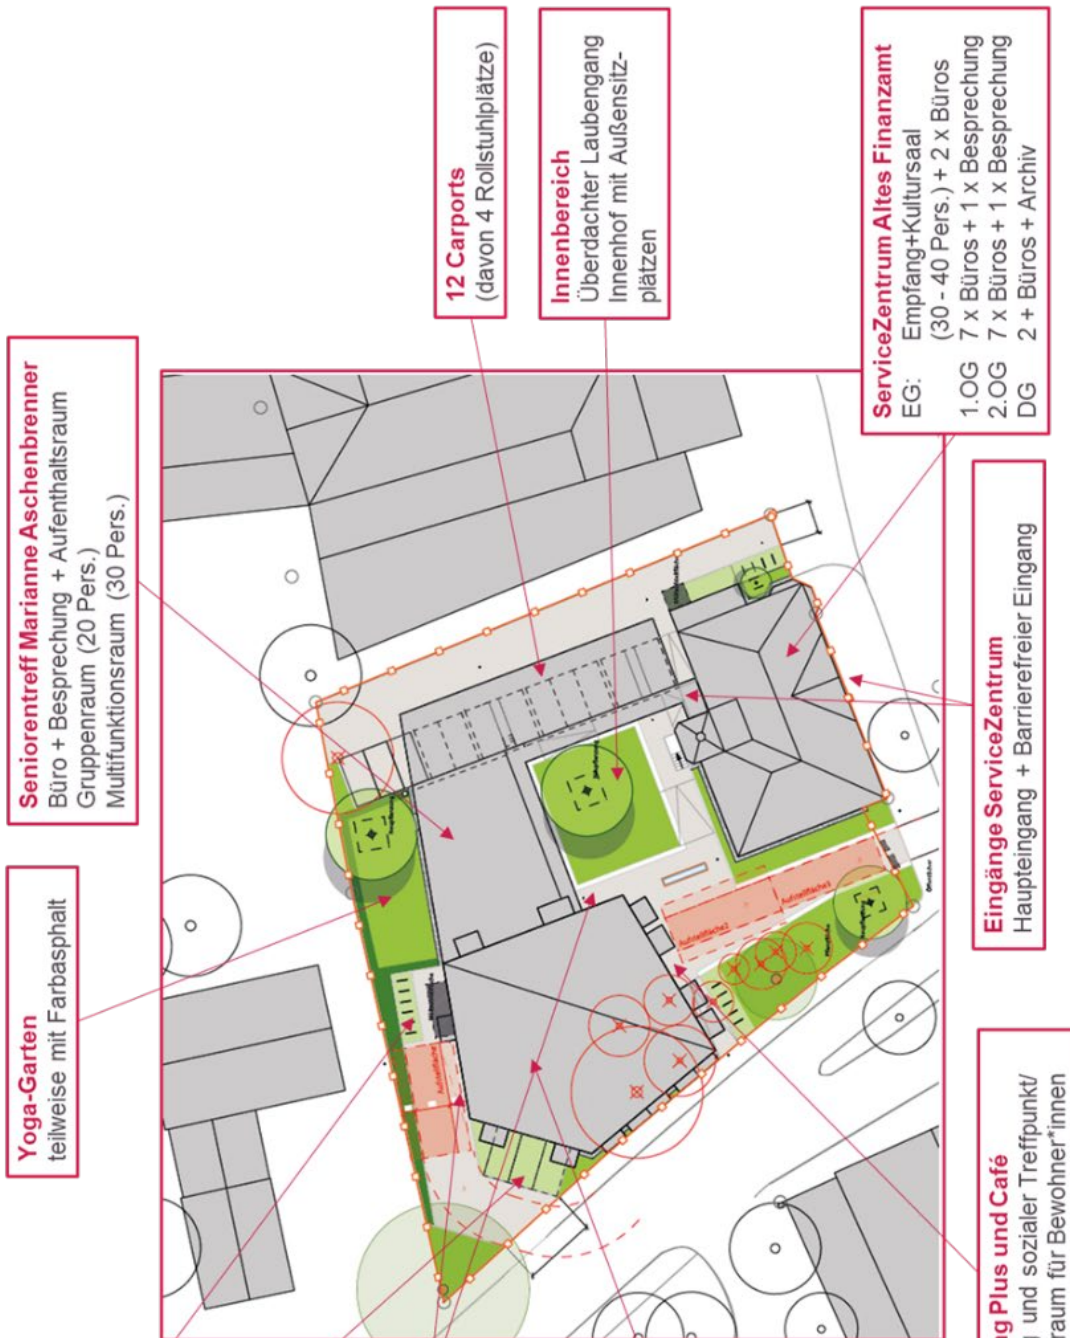 Seniorentreff Marianne Aschenbrenner
Büro + Besprechung + Aufenthaltsraum
Gruppenraum (20 Pers.)
Multifunktionsraum (30 Pers.)
Yoga-Garten
teilweise mit Farbasphalt
12 Carports
(davon 4 Rollstuhlplätze)
Innenbereich
Überdachter Laubengang
Innenhof mit Außensitz-
plätzen
ServiceZentrum Altes Finanzamt
EG: Empfang+Kultursaal
(30 - 40 Pers.) + 2 x Büros
1.OG 7 x Büros + 1 x Besprechung
2.OG 7 x Büros + 1 x Besprechung
DG 2 + Büros + Archiv
Eingänge ServiceZentrum
Haupteingang + Barrierefreier Eingang
ng Plus und Café
und sozialer Treffpunkt/
raum für Bewohner*innen
Aufstellfläche2
Aufstellfläche3